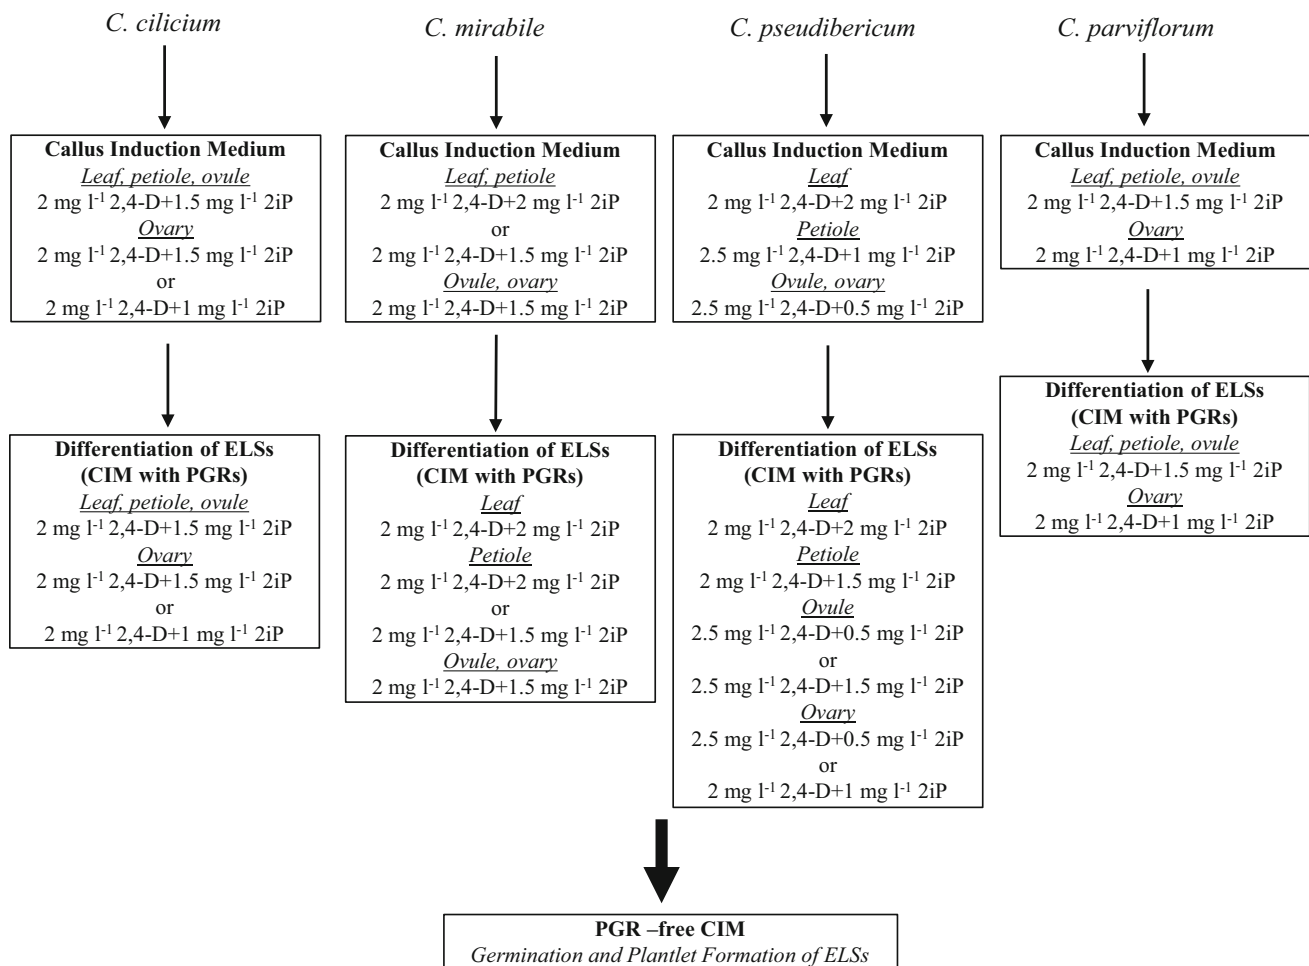 C. cilicium
C. mirabile
C. pseudibericum
C. parviflorum
Callus Induction Medium
Leaf, petiole, ovule
2 mg l⁻¹ 2,4-D+1.5 mg l⁻¹ 2iP
Ovary
2 mg l⁻¹ 2,4-D+1.5 mg l⁻¹ 2iP
or
2 mg l⁻¹ 2,4-D+1 mg l⁻¹ 2iP
Callus Induction Medium
Leaf, petiole
2 mg l⁻¹ 2,4-D+2 mg l⁻¹ 2iP
or
2 mg l⁻¹ 2,4-D+1.5 mg l⁻¹ 2iP
Ovule, ovary
2 mg l⁻¹ 2,4-D+1.5 mg l⁻¹ 2iP
Callus Induction Medium
Leaf
2 mg l⁻¹ 2,4-D+2 mg l⁻¹ 2iP
Petiole
2.5 mg l⁻¹ 2,4-D+1 mg l⁻¹ 2iP
Ovule, ovary
2.5 mg l⁻¹ 2,4-D+0.5 mg l⁻¹ 2iP
Callus Induction Medium
Leaf, petiole, ovule
2 mg l⁻¹ 2,4-D+1.5 mg l⁻¹ 2iP
Ovary
2 mg l⁻¹ 2,4-D+1 mg l⁻¹ 2iP
Differentiation of ELSs
(CIM with PGRs)
Leaf, petiole, ovule
2 mg l⁻¹ 2,4-D+1.5 mg l⁻¹ 2iP
Ovary
2 mg l⁻¹ 2,4-D+1.5 mg l⁻¹ 2iP
or
2 mg l⁻¹ 2,4-D+1 mg l⁻¹ 2iP
Differentiation of ELSs
(CIM with PGRs)
Leaf
2 mg l⁻¹ 2,4-D+2 mg l⁻¹ 2iP
Petiole
2 mg l⁻¹ 2,4-D+2 mg l⁻¹ 2iP
or
2 mg l⁻¹ 2,4-D+1.5 mg l⁻¹ 2iP
Ovule, ovary
2 mg l⁻¹ 2,4-D+1.5 mg l⁻¹ 2iP
Differentiation of ELSs
(CIM with PGRs)
Leaf
2 mg l⁻¹ 2,4-D+2 mg l⁻¹ 2iP
Petiole
2 mg l⁻¹ 2,4-D+1.5 mg l⁻¹ 2iP
Ovule
2.5 mg l⁻¹ 2,4-D+0.5 mg l⁻¹ 2iP
or
2.5 mg l⁻¹ 2,4-D+1.5 mg l⁻¹ 2iP
Ovary
2.5 mg l⁻¹ 2,4-D+0.5 mg l⁻¹ 2iP
or
2 mg l⁻¹ 2,4-D+1 mg l⁻¹ 2iP
Differentiation of ELSs
(CIM with PGRs)
Leaf, petiole, ovule
2 mg l⁻¹ 2,4-D+1.5 mg l⁻¹ 2iP
Ovary
2 mg l⁻¹ 2,4-D+1 mg l⁻¹ 2iP
PGR –free CIM
Germination and Plantlet Formation of ELSs